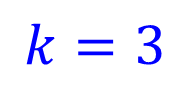 k = 3